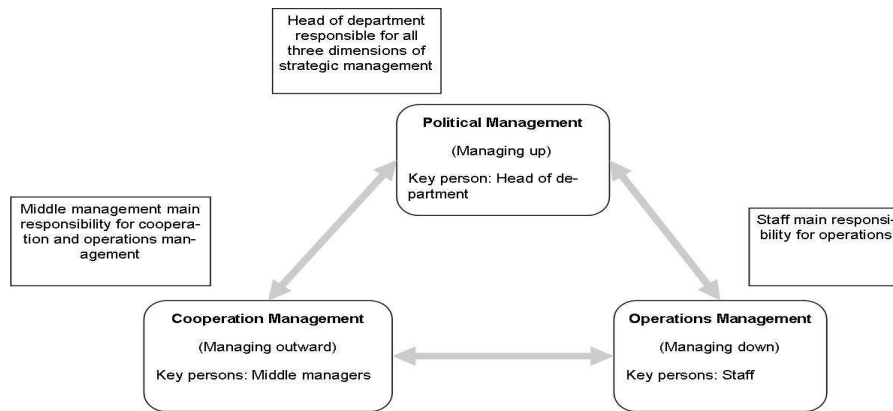 Head of department
responsible for all
three dimensions of
strategic management
Political Management
(Managing up)
Key person: Head of de-
partment
Middle management main
responsibility for coopera-
tion and operations man-
agement
Staff main responsi-
bility for operations
Cooperation Management
(Managing outward)
Key persons: Middle managers
Operations Management
(Managing down)
Key persons: Staff